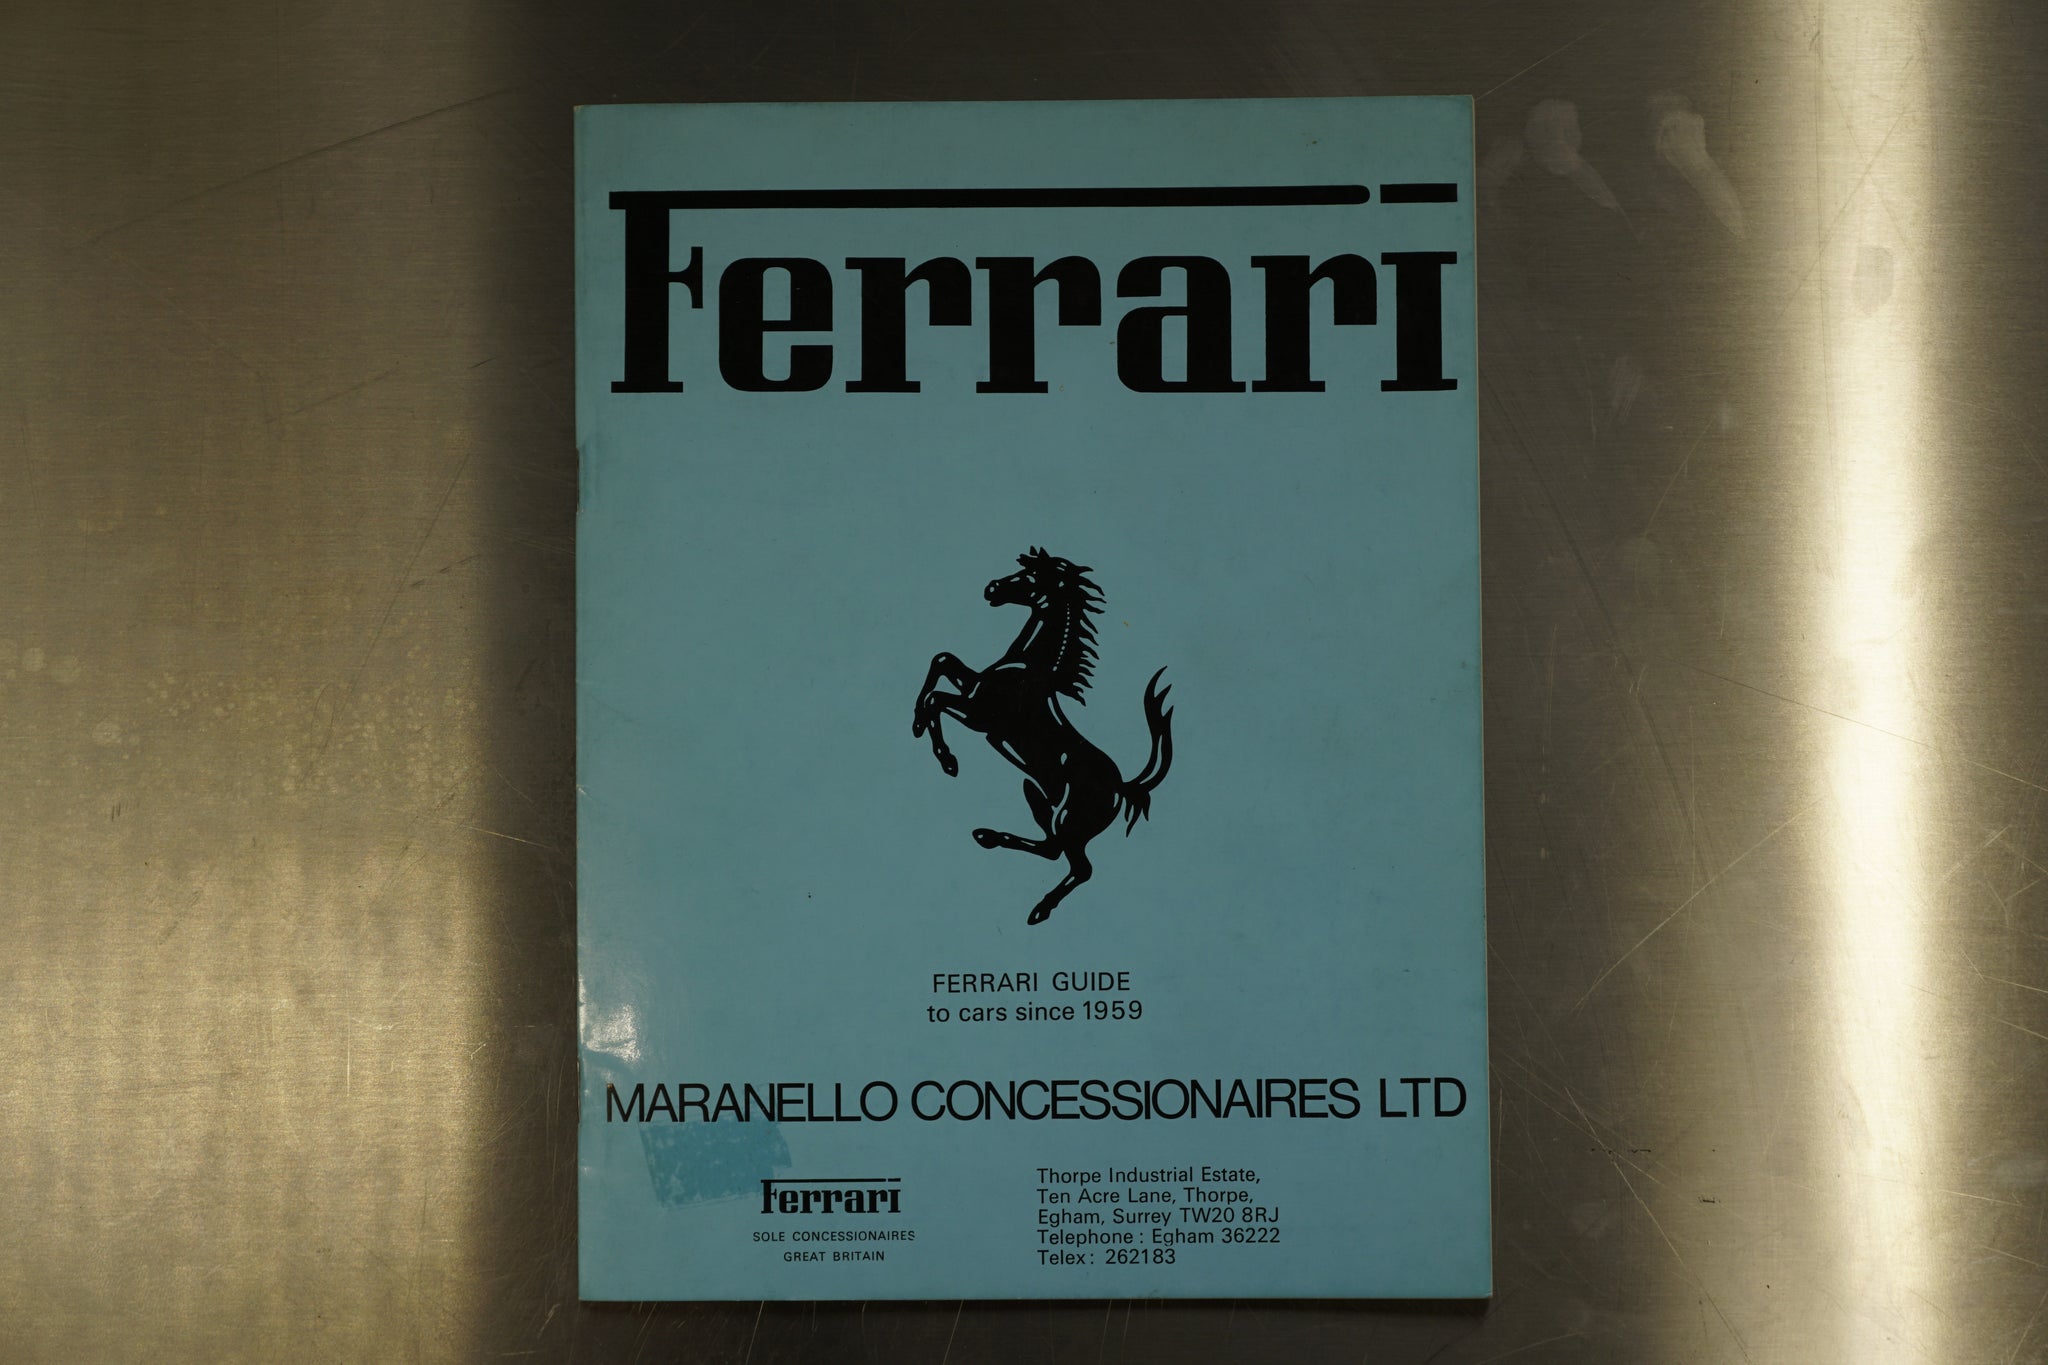 Ferrari
FERRARI GUIDE
to cars since 1959
MARANELLO CONCESSIONAIRES LTD
Ferrari
SOLE CONCESSIONAIRES
GREAT BRITAIN
Thorpe Industrial Estate,
Ten Acre Lane, Thorpe,
Egham, Surrey TW20 8RJ
Telephone : Egham 36222
Telex : 262183